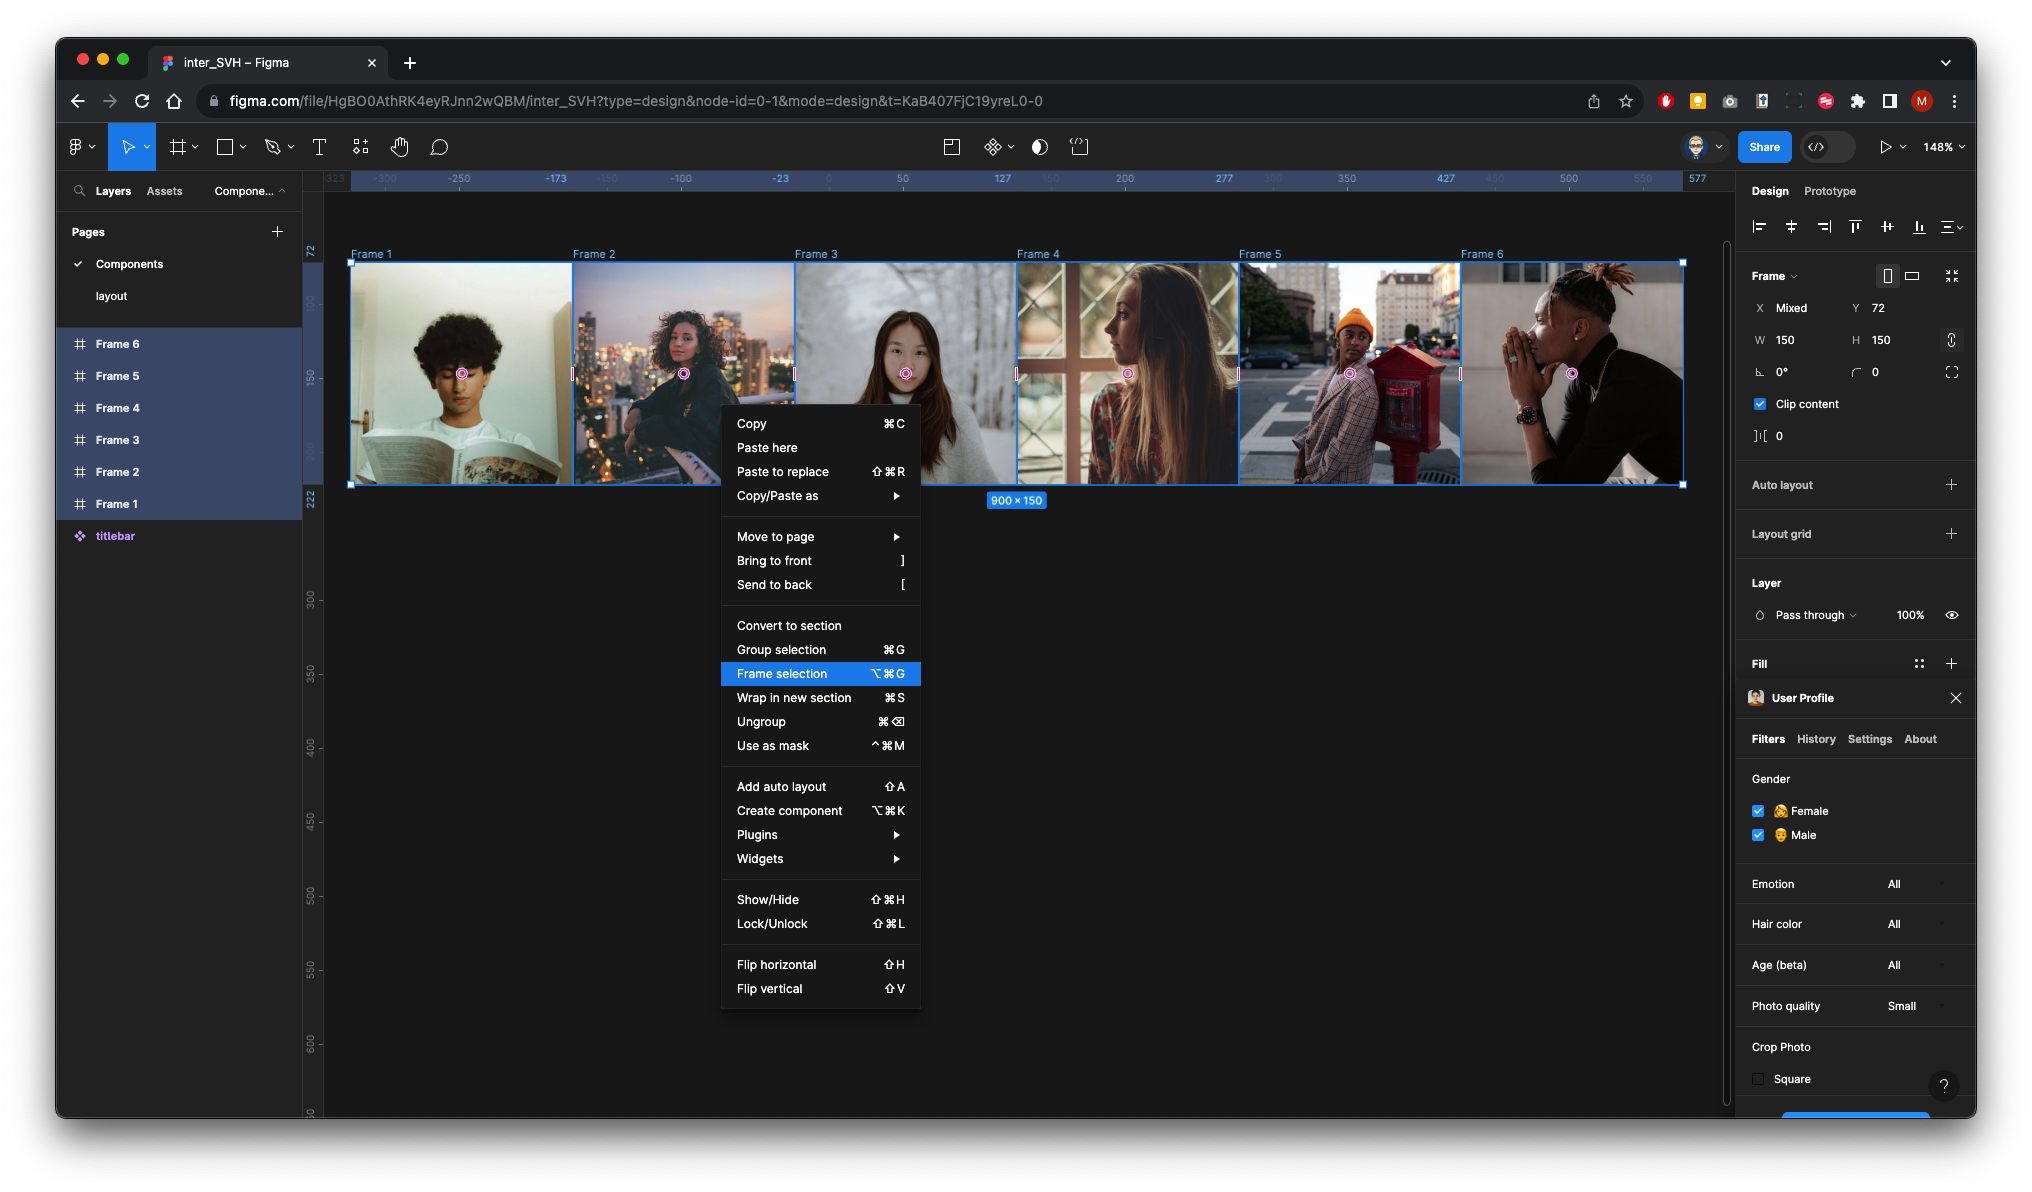 inter_SVH – Figma
figma.com/file/HgBO0AthRK4eyRJnn2wQBM/inter_SVH?type=design&node-id=0-1&mode=design&t=KaB407FjC19yreL0-0
M
Share
148%
Layers Assets Compone...
Pages
Components
layout
Frame 6
Frame 5
Frame 4
Frame 3
Frame 2
Frame 1
titlebar
-323 -300 -250 -173 -150 -100 -23 0 50 127 150 200 277 300 350 427 450 500 550 577
72
100
150
200
222
300
350
400
450
500
550
600
Frame 1 Frame 2 Frame 3 Frame 4 Frame 5 Frame 6
900 × 150
Copy ⌘C
Paste here
Paste to replace ⇧⌘R
Copy/Paste as
Move to page
Bring to front ]
Send to back [
Convert to section
Group selection ⌘G
Frame selection ⌥⌘G
Wrap in new section ⌘S
Ungroup ⌘⌫
Use as mask ^⌘M
Add auto layout ⇧A
Create component ⌥⌘K
Plugins
Widgets
Show/Hide ⇧⌘H
Lock/Unlock ⇧⌘L
Flip horizontal ⇧H
Flip vertical ⇧V
Design Prototype
Frame
X Mixed Y 72
W 150 H 150
0° 0
Clip content
0
Auto layout
Layout grid
Layer
Pass through 100%
Fill
User Profile
Filters History Settings About
Gender
Female
Male
Emotion All
Hair color All
Age (beta) All
Photo quality Small
Crop Photo
Square
?